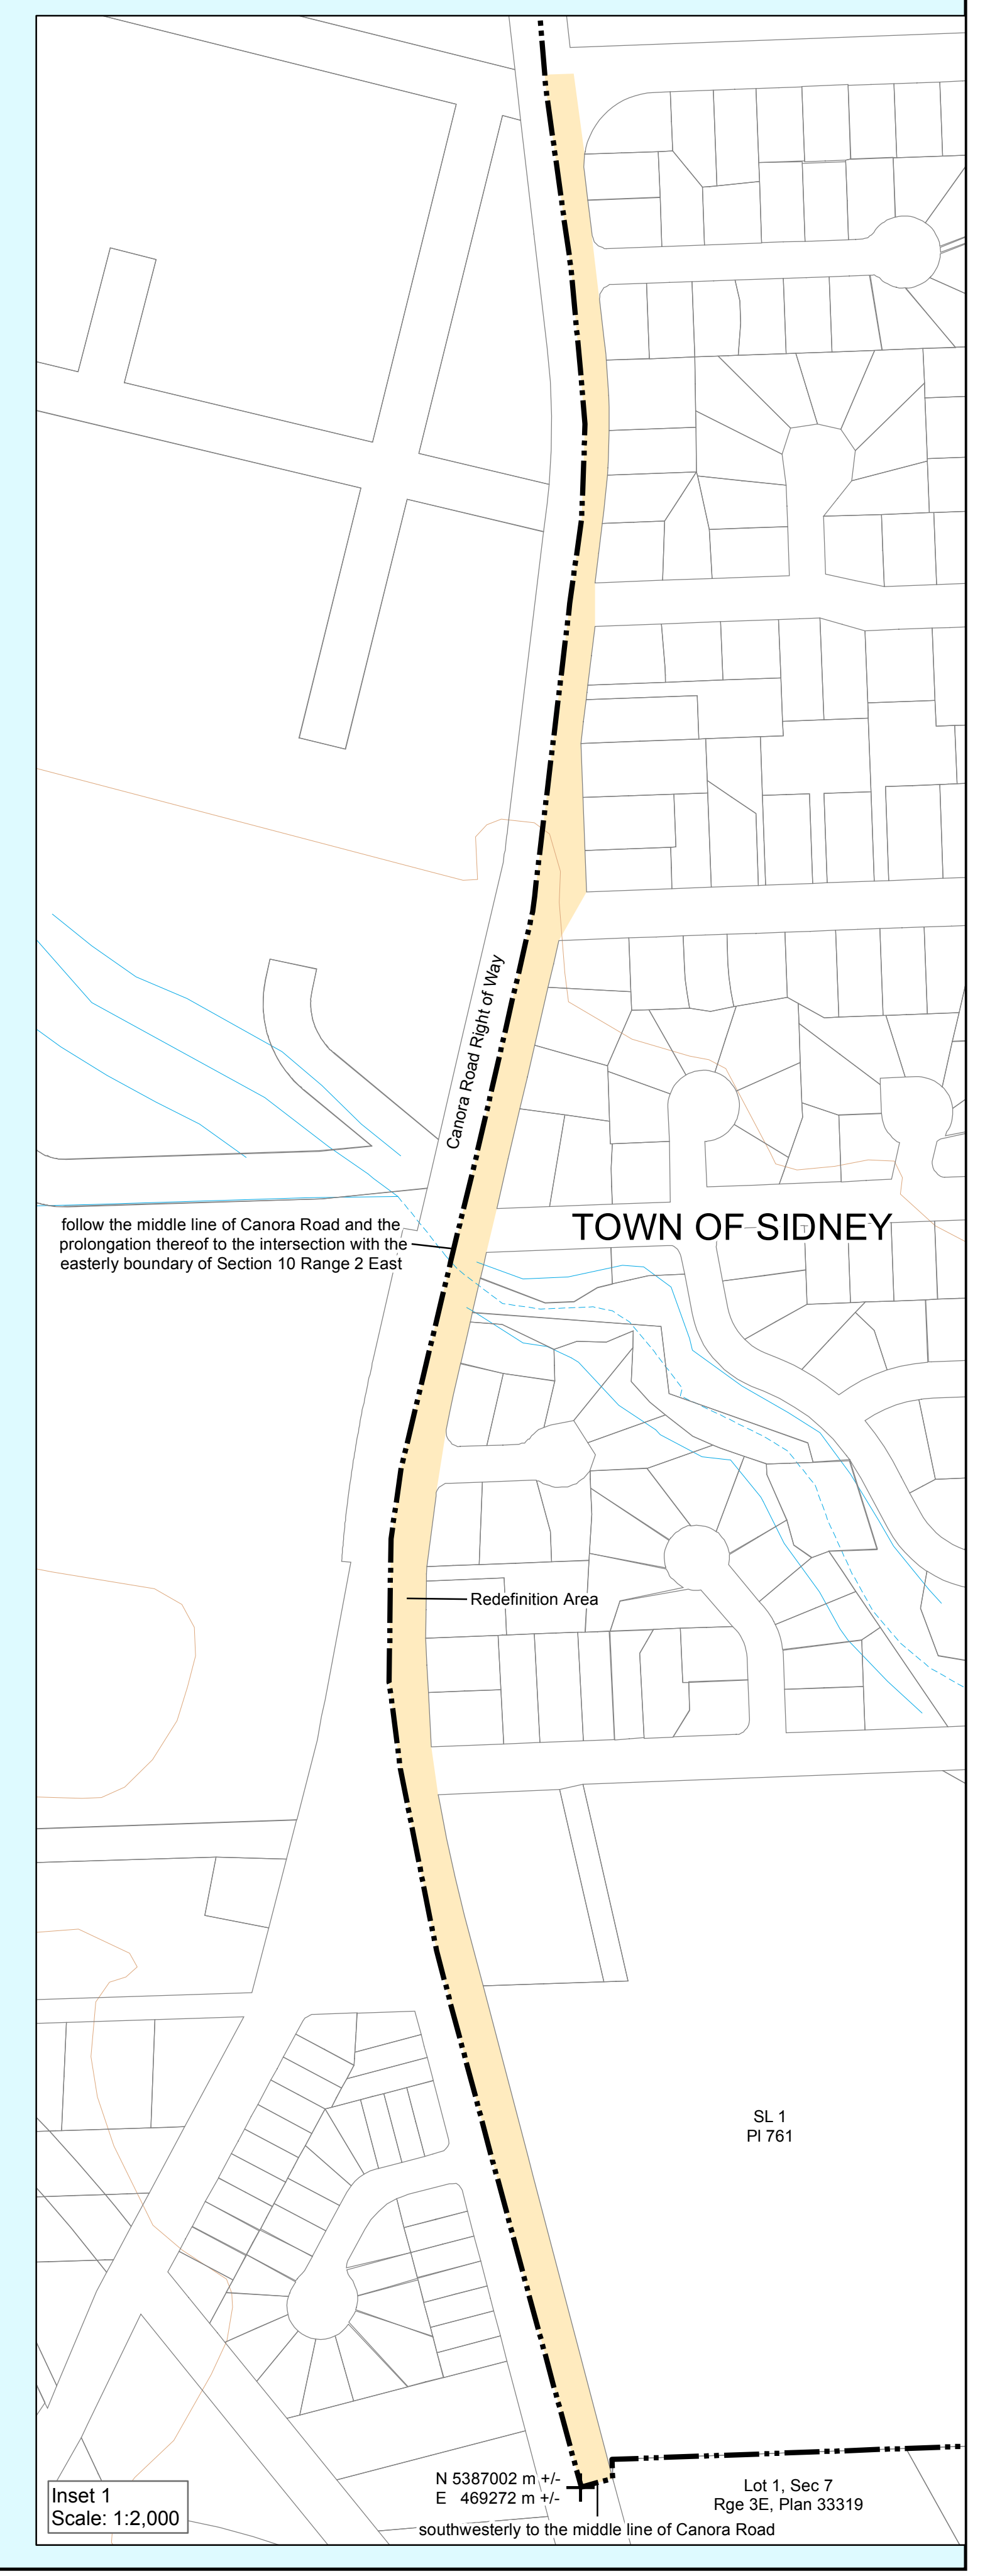 Canora Road Right of Way
TOWN OF SIDNEY
follow the middle line of Canora Road and the
prolongation thereof to the intersection with the
easterly boundary of Section 10 Range 2 East
Redefinition Area
SL 1
Pl 761
N 5387002 m +/-
E 469272 m +/-
Lot 1, Sec 7
Rge 3E, Plan 33319
southwesterly to the middle line of Canora Road
Inset 1
Scale: 1:2,000